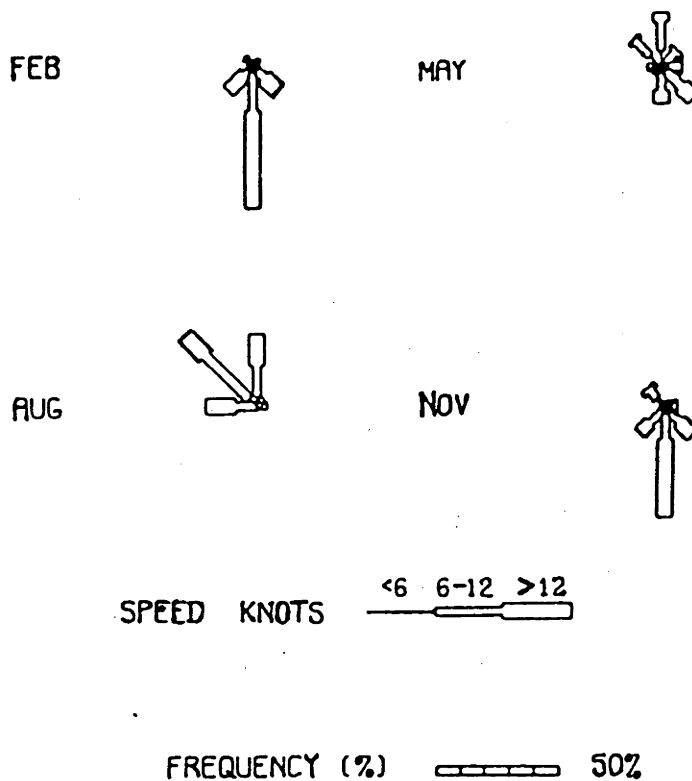 FEB MAY
AUG NOV
<6 6-12 >12
SPEED KNOTS
FREQUENCY (%) 50%